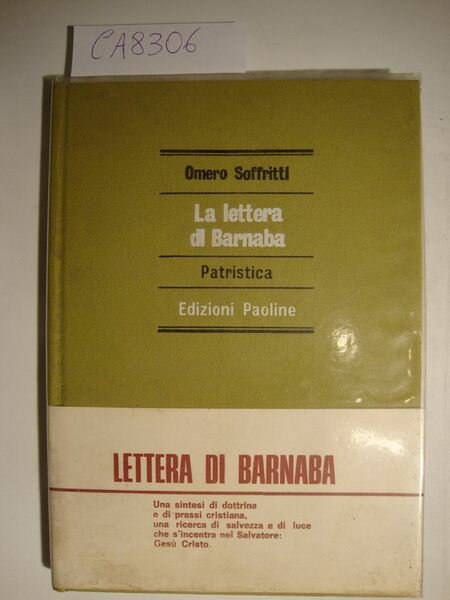 CA8306
Omero Soffritti
La lettera
di Barnaba
Patristica
Edizioni Paoline
LETTERA DI BARNABA
Una sintesi di dottrina
e di prassi cristiana,
una ricerca di salvezza e di luce
che s'incentra nel Salvatore:
Gesù Cristo.